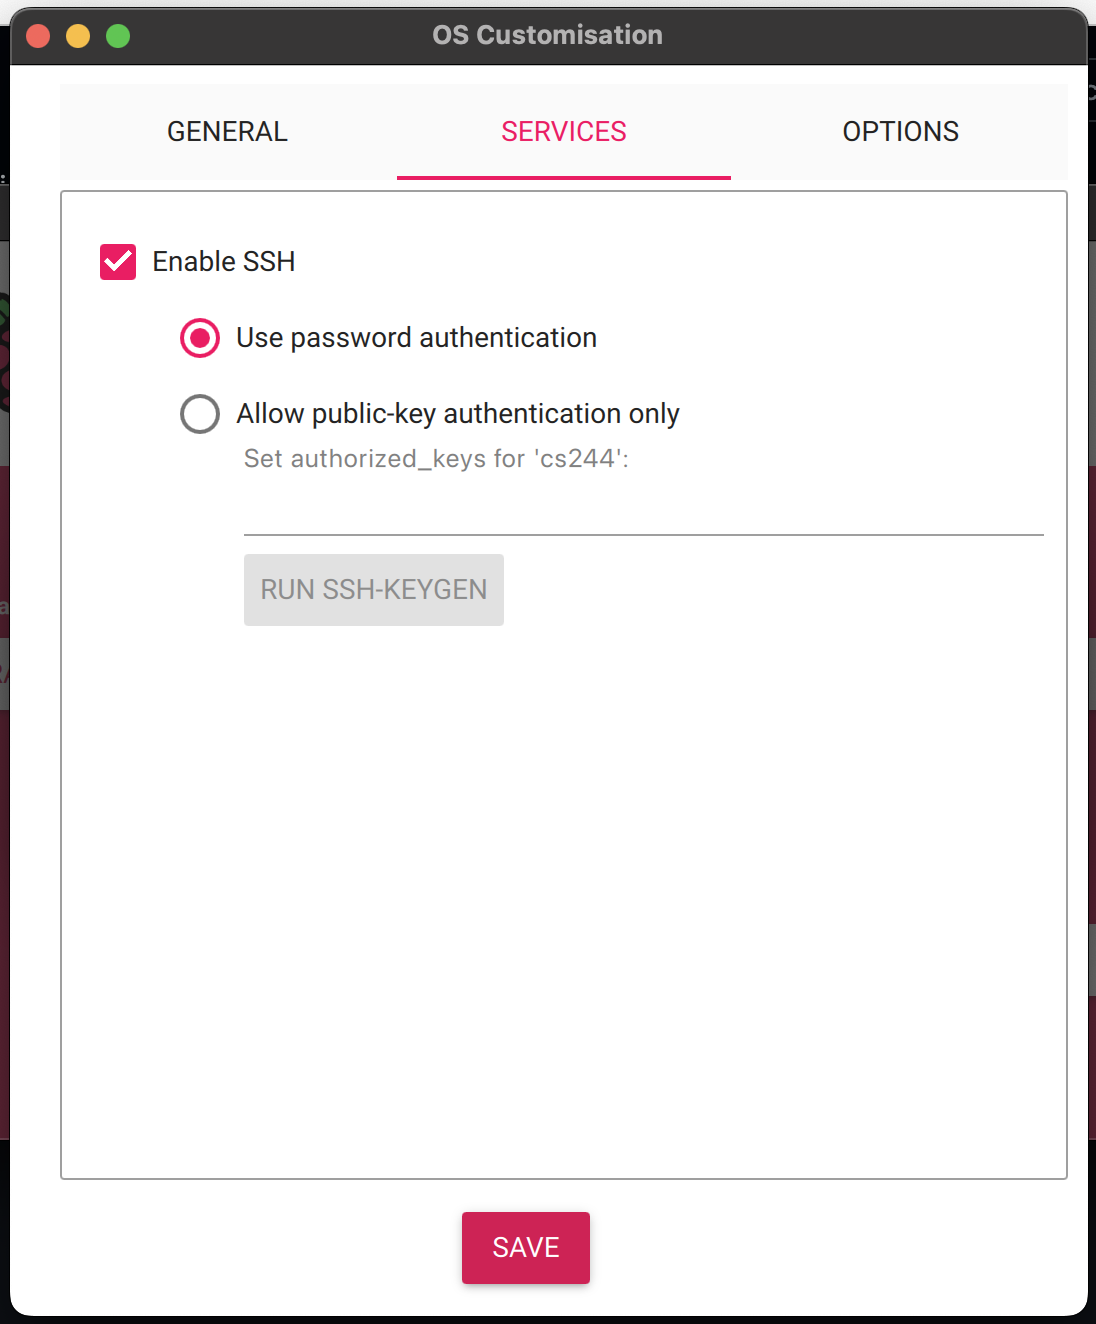 OS Customisation
GENERAL
SERVICES
OPTIONS
Enable SSH
Use password authentication
Allow public-key authentication only
Set authorized_keys for 'cs244':
RUN SSH-KEYGEN
SAVE